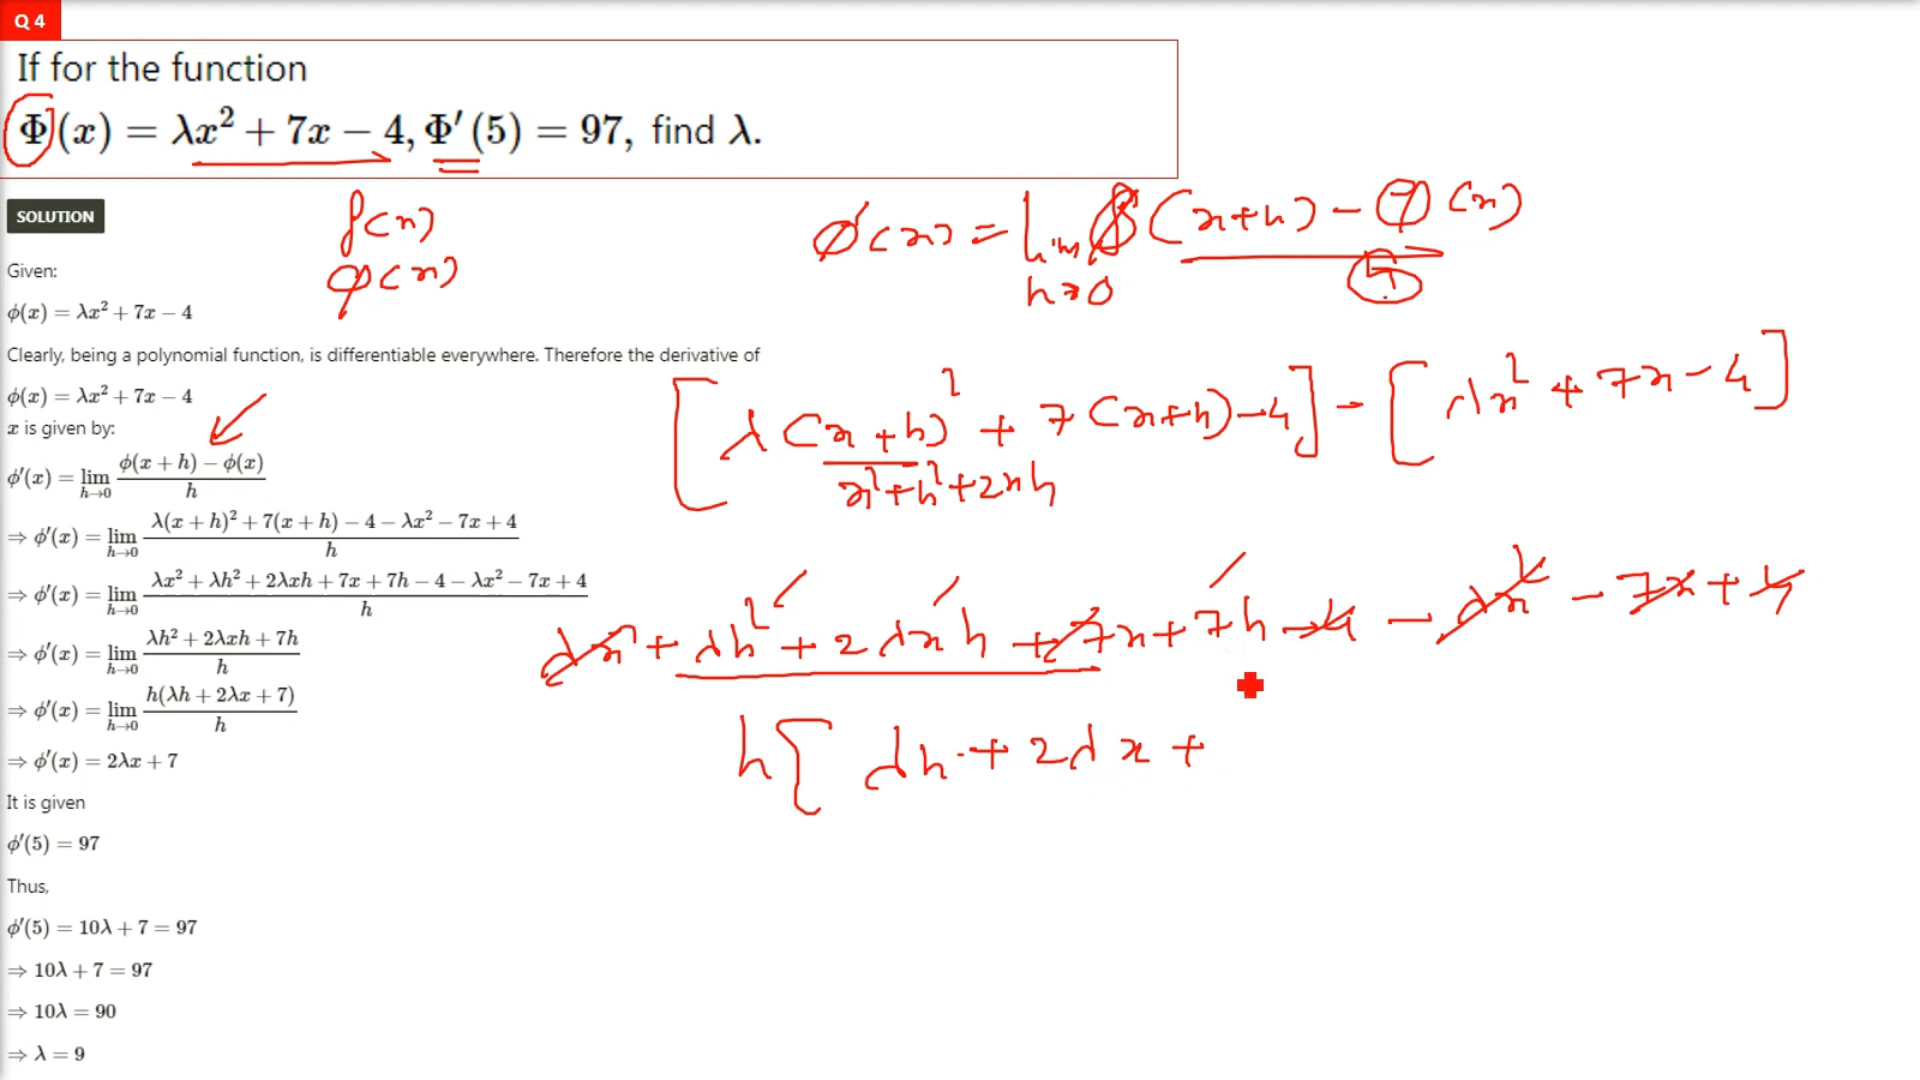 Q 4
If for the function
Φ(x) = λx² + 7x − 4, Φ′(5) = 97, find λ.
SOLUTION
Given:
ϕ(x) = λx² + 7x − 4
Clearly, being a polynomial function, is differentiable everywhere. Therefore the derivative of
ϕ(x) = λx² + 7x − 4
x is given by:
ϕ′(x) = lim h→0 (ϕ(x + h) − ϕ(x))/h
⇒ ϕ′(x) = lim h→0 (λ(x + h)² + 7(x + h) − 4 − λx² − 7x + 4)/h
⇒ ϕ′(x) = lim h→0 (λx² + λh² + 2λxh + 7x + 7h − 4 − λx² − 7x + 4)/h
⇒ ϕ′(x) = lim h→0 (λh² + 2λxh + 7h)/h
⇒ ϕ′(x) = lim h→0 h(λh + 2λx + 7)/h
⇒ ϕ′(x) = 2λx + 7
It is given
ϕ′(5) = 97
Thus,
ϕ′(5) = 10λ + 7 = 97
⇒ 10λ + 7 = 97
⇒ 10λ = 90
⇒ λ = 9
f(x)
φ(x)
ϕ′(x) = lim h→0 ϕ(x+h) − ϕ(x)
h
[λ(x+h)² + 7(x+h) − 4] − [λx² + 7x − 4]
x² + h² + 2xh
λx² + λh² + 2λxh + 7x + 7h − 4 − λx² − 7x + 4
h[λh + 2λx +